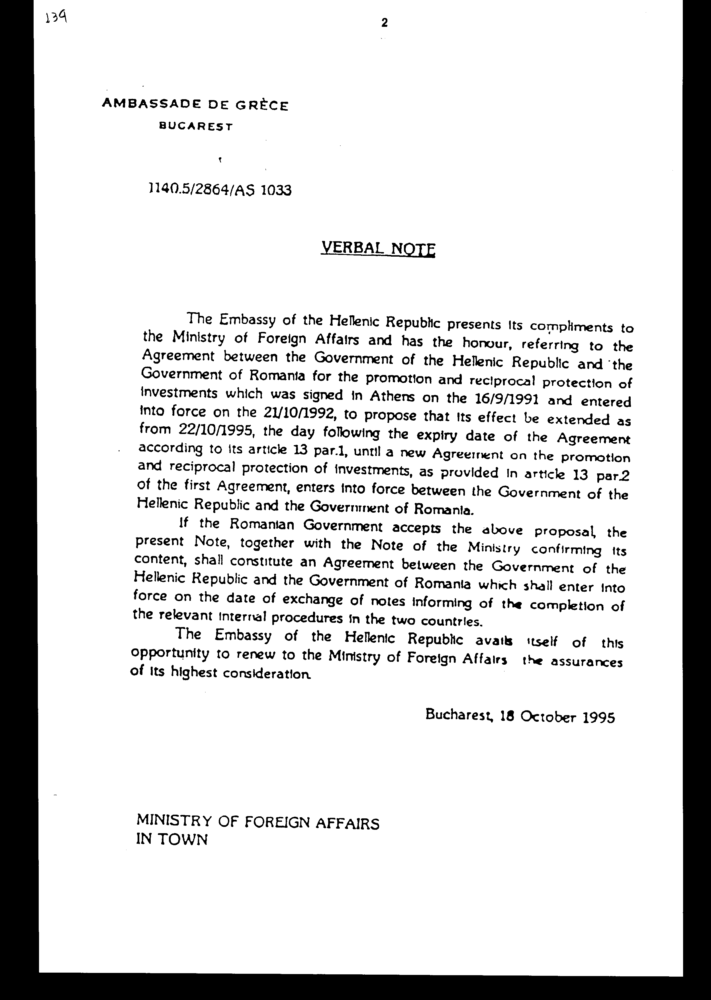 139
2
AMBASSADE DE GRÈCE
BUCAREST
1140.5/2864/AS 1033
VERBAL NOTE
The Embassy of the Hellenic Republic presents its compliments to
the Ministry of Foreign Affairs and has the honour, referring to the
Agreement between the Government of the Hellenic Republic and the
Government of Romania for the promotion and reciprocal protection of
investments which was signed in Athens on the 16/9/1991 and entered
into force on the 21/10/1992, to propose that its effect be extended as
from 22/10/1995, the day following the expiry date of the Agreement
according to its article 13 par.1, until a new Agreement on the promotion
and reciprocal protection of investments, as provided in article 13 par.2
of the first Agreement, enters into force between the Government of the
Hellenic Republic and the Government of Romania.
If the Romanian Government accepts the above proposal, the
present Note, together with the Note of the Ministry confirming its
content, shall constitute an Agreement between the Government of the
Hellenic Republic and the Government of Romania which shall enter into
force on the date of exchange of notes informing of the completion of
the relevant internal procedures in the two countries.
The Embassy of the Hellenic Republic avails itself of this
opportunity to renew to the Ministry of Foreign Affairs the assurances
of its highest consideration.
Bucharest, 18 October 1995
MINISTRY OF FOREIGN AFFAIRS
IN TOWN